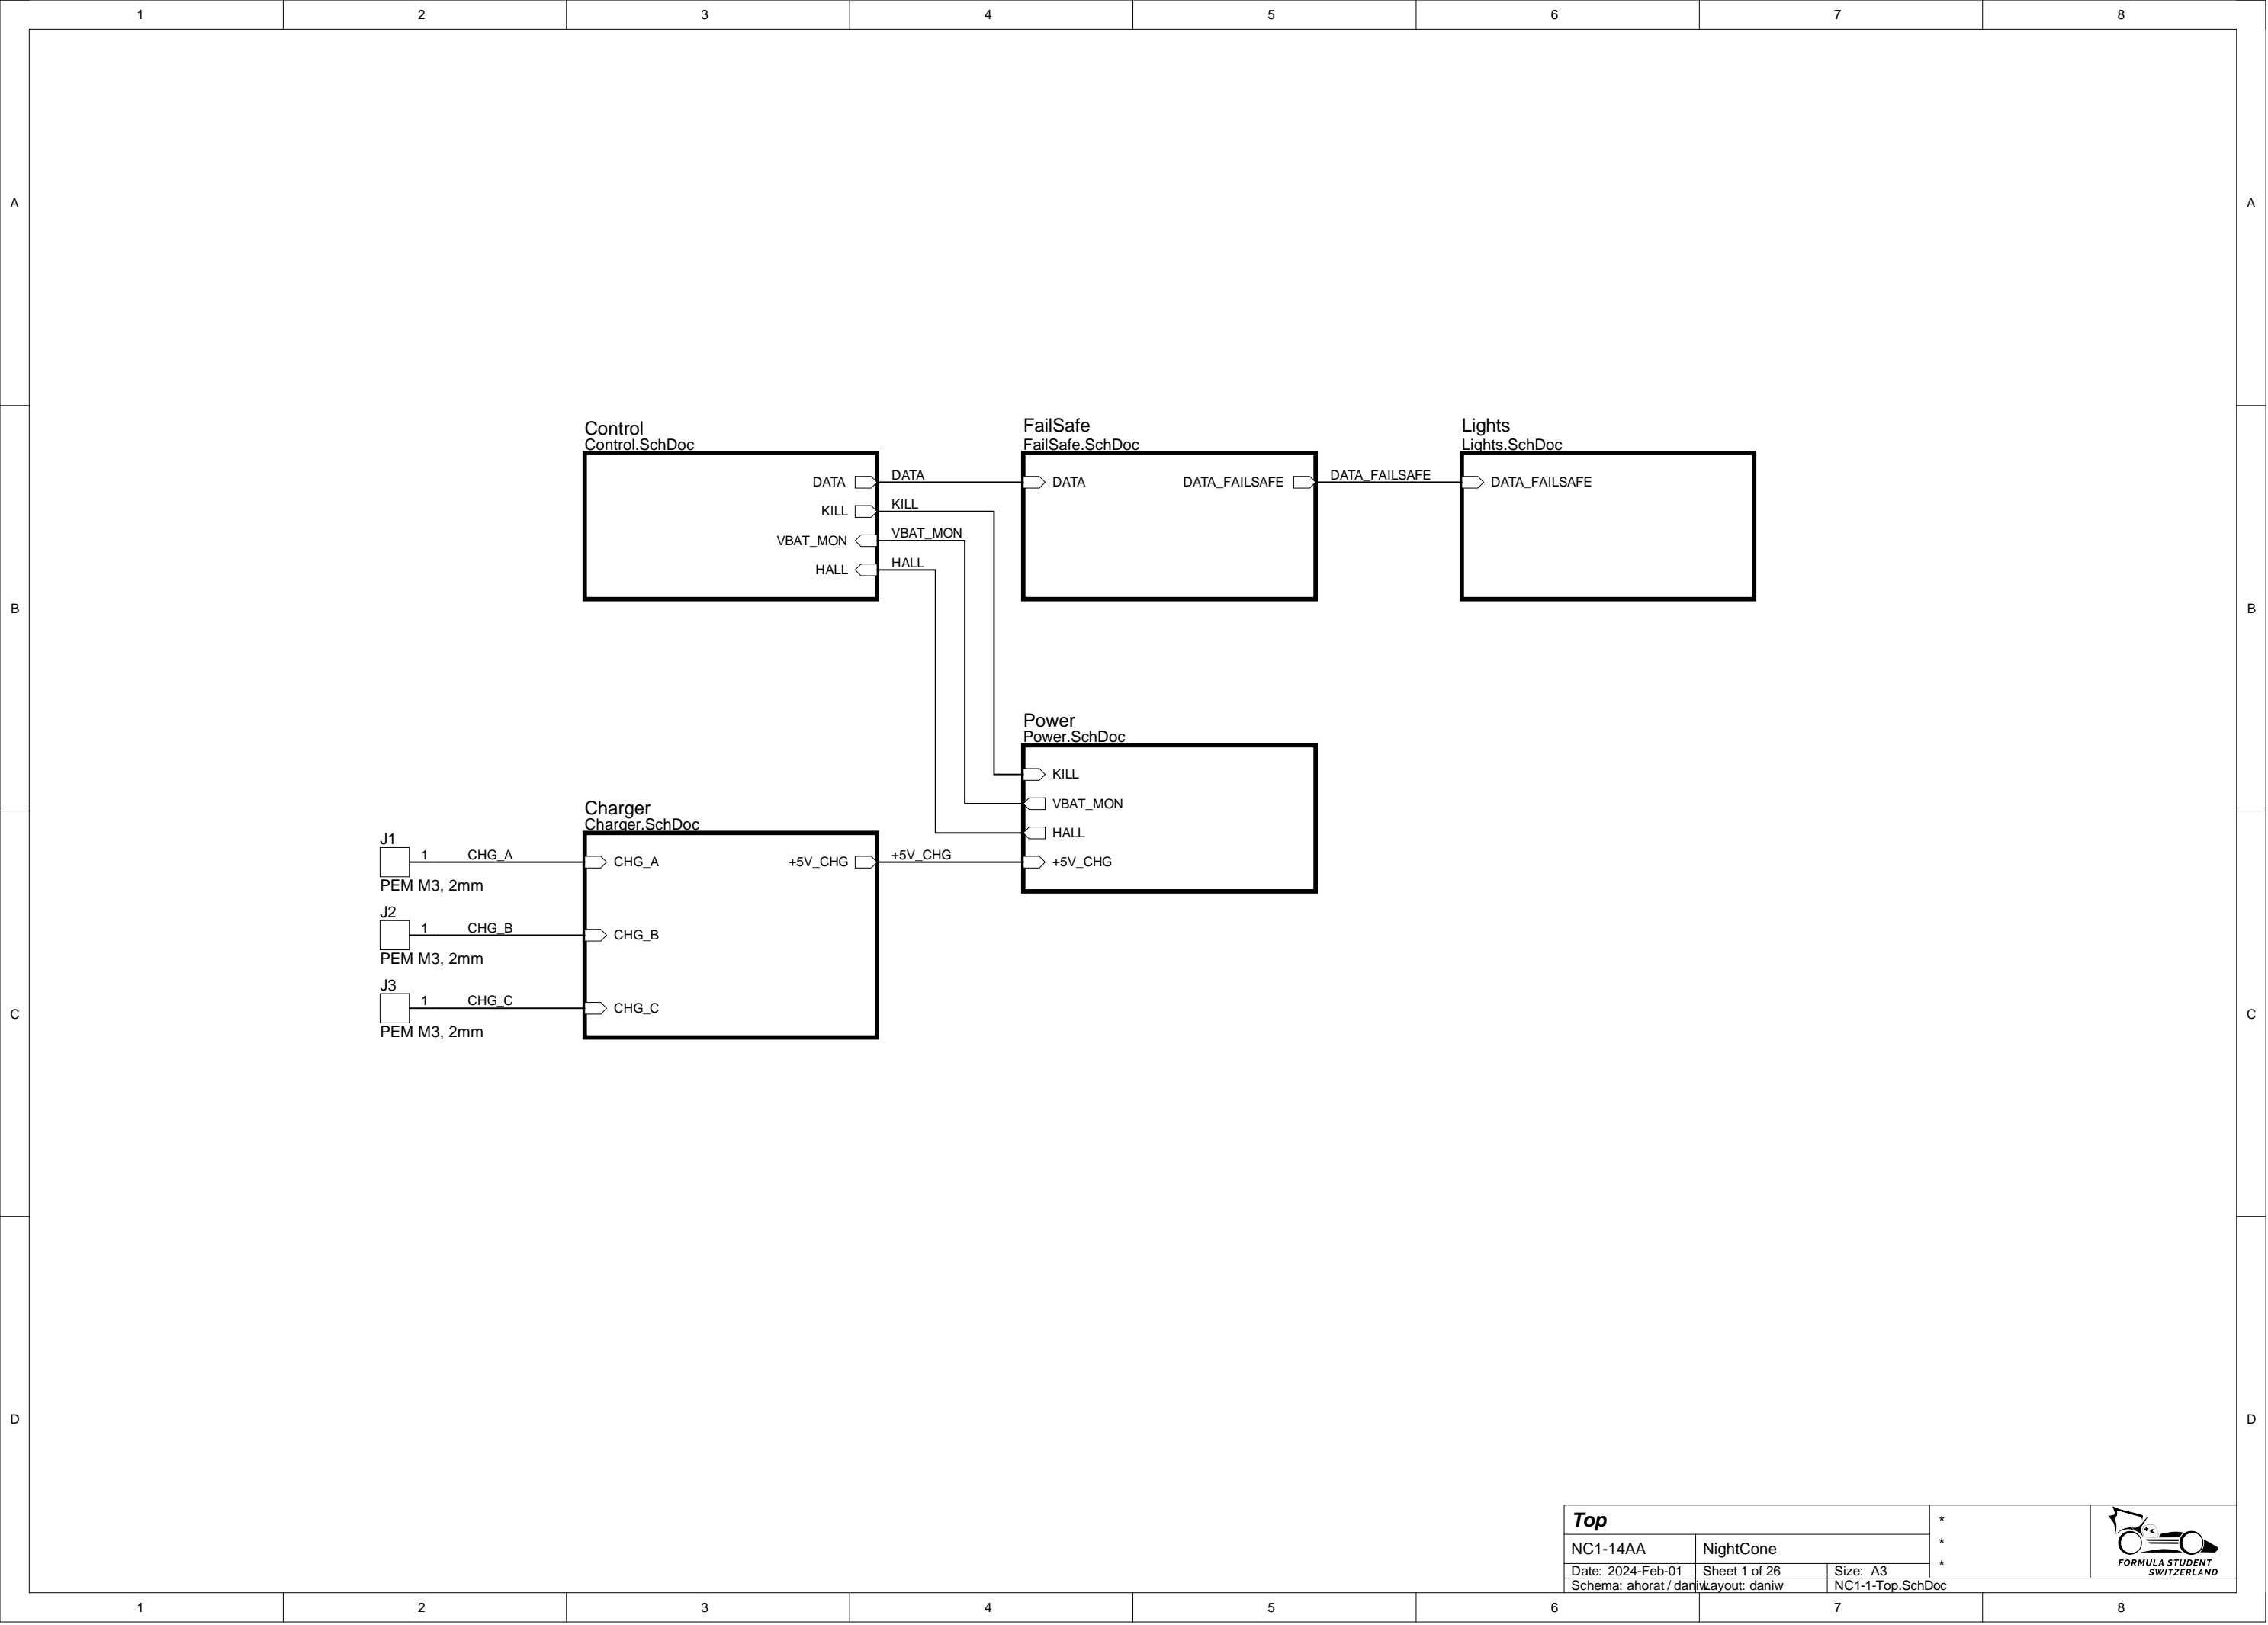 1 2 3 4 5 6 7 8
A A
Control FailSafe Lights
Control.SchDoc FailSafe.SchDoc Lights.SchDoc
DATA DATA DATA DATA_FAILSAFE DATA_FAILSAFE DATA_FAILSAFE
KILL KILL
VBAT_MON VBAT_MON
HALL HALL
B B
Power
Power.SchDoc
KILL
VBAT_MON
HALL
+5V_CHG
Charger
Charger.SchDoc
J1
1 CHG_A CHG_A +5V_CHG +5V_CHG
PEM M3, 2mm
J2
1 CHG_B CHG_B
PEM M3, 2mm
J3
1 CHG_C CHG_C
PEM M3, 2mm
C C
D D
Top *
NC1-14AA NightCone *
Date: 2024-Feb-01 Sheet 1 of 26 Size: A3 *
Schema: ahorat / daniw Layout: daniw NC1-1-Top.SchDoc
FORMULA STUDENT
SWITZERLAND
1 2 3 4 5 6 7 8